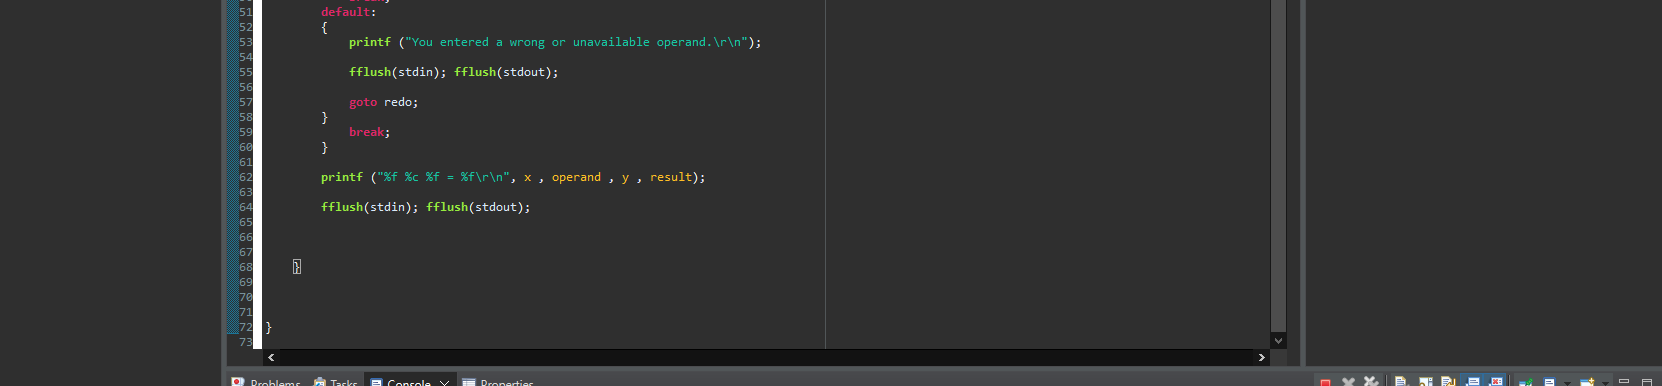 51 default:
52 {
53 printf ("You entered a wrong or unavailable operand.\r\n");
54
55 fflush(stdin); fflush(stdout);
56
57 goto redo;
58 }
59 break;
60 }
61
62 printf ("%f %c %f = %f\r\n", x , operand , y , result);
63
64 fflush(stdin); fflush(stdout);
65
66
67
68 }
69
70
71
72 }
73
Problems Tasks Console Properties